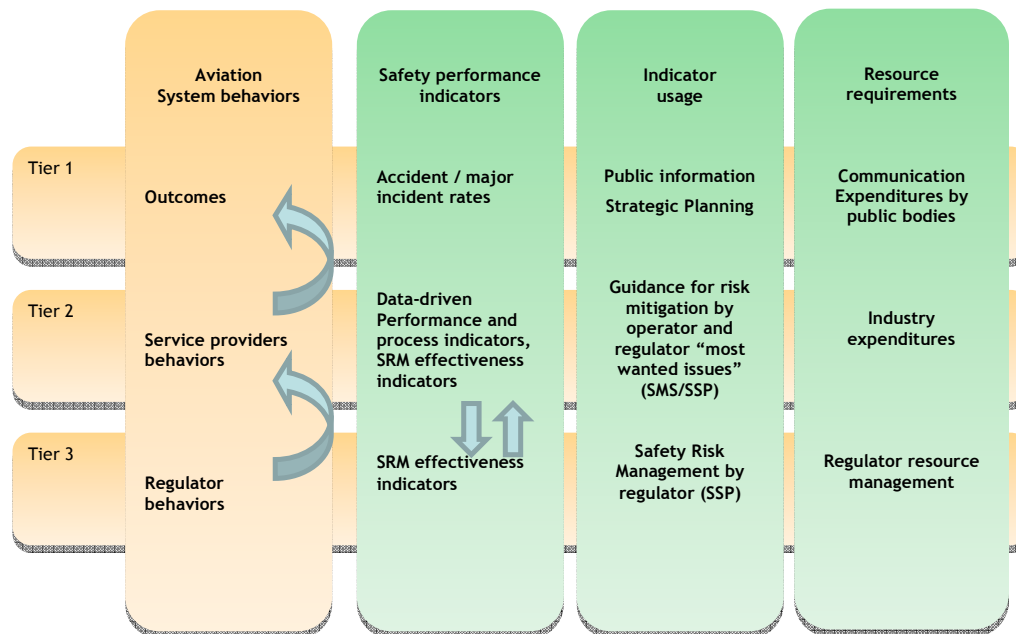 Aviation
System behaviors
Safety performance
indicators
Indicator
usage
Resource
requirements
Tier 1
Outcomes
Accident / major
incident rates
Public information
Strategic Planning
Communication
Expenditures by
public bodies
Tier 2
Service providers
behaviors
Data-driven
Performance and
process indicators,
SRM effectiveness
indicators
Guidance for risk
mitigation by
operator and
regulator “most
wanted issues”
(SMS/SSP)
Industry
expenditures
Tier 3
Regulator
behaviors
SRM effectiveness
indicators
Safety Risk
Management by
regulator (SSP)
Regulator resource
management